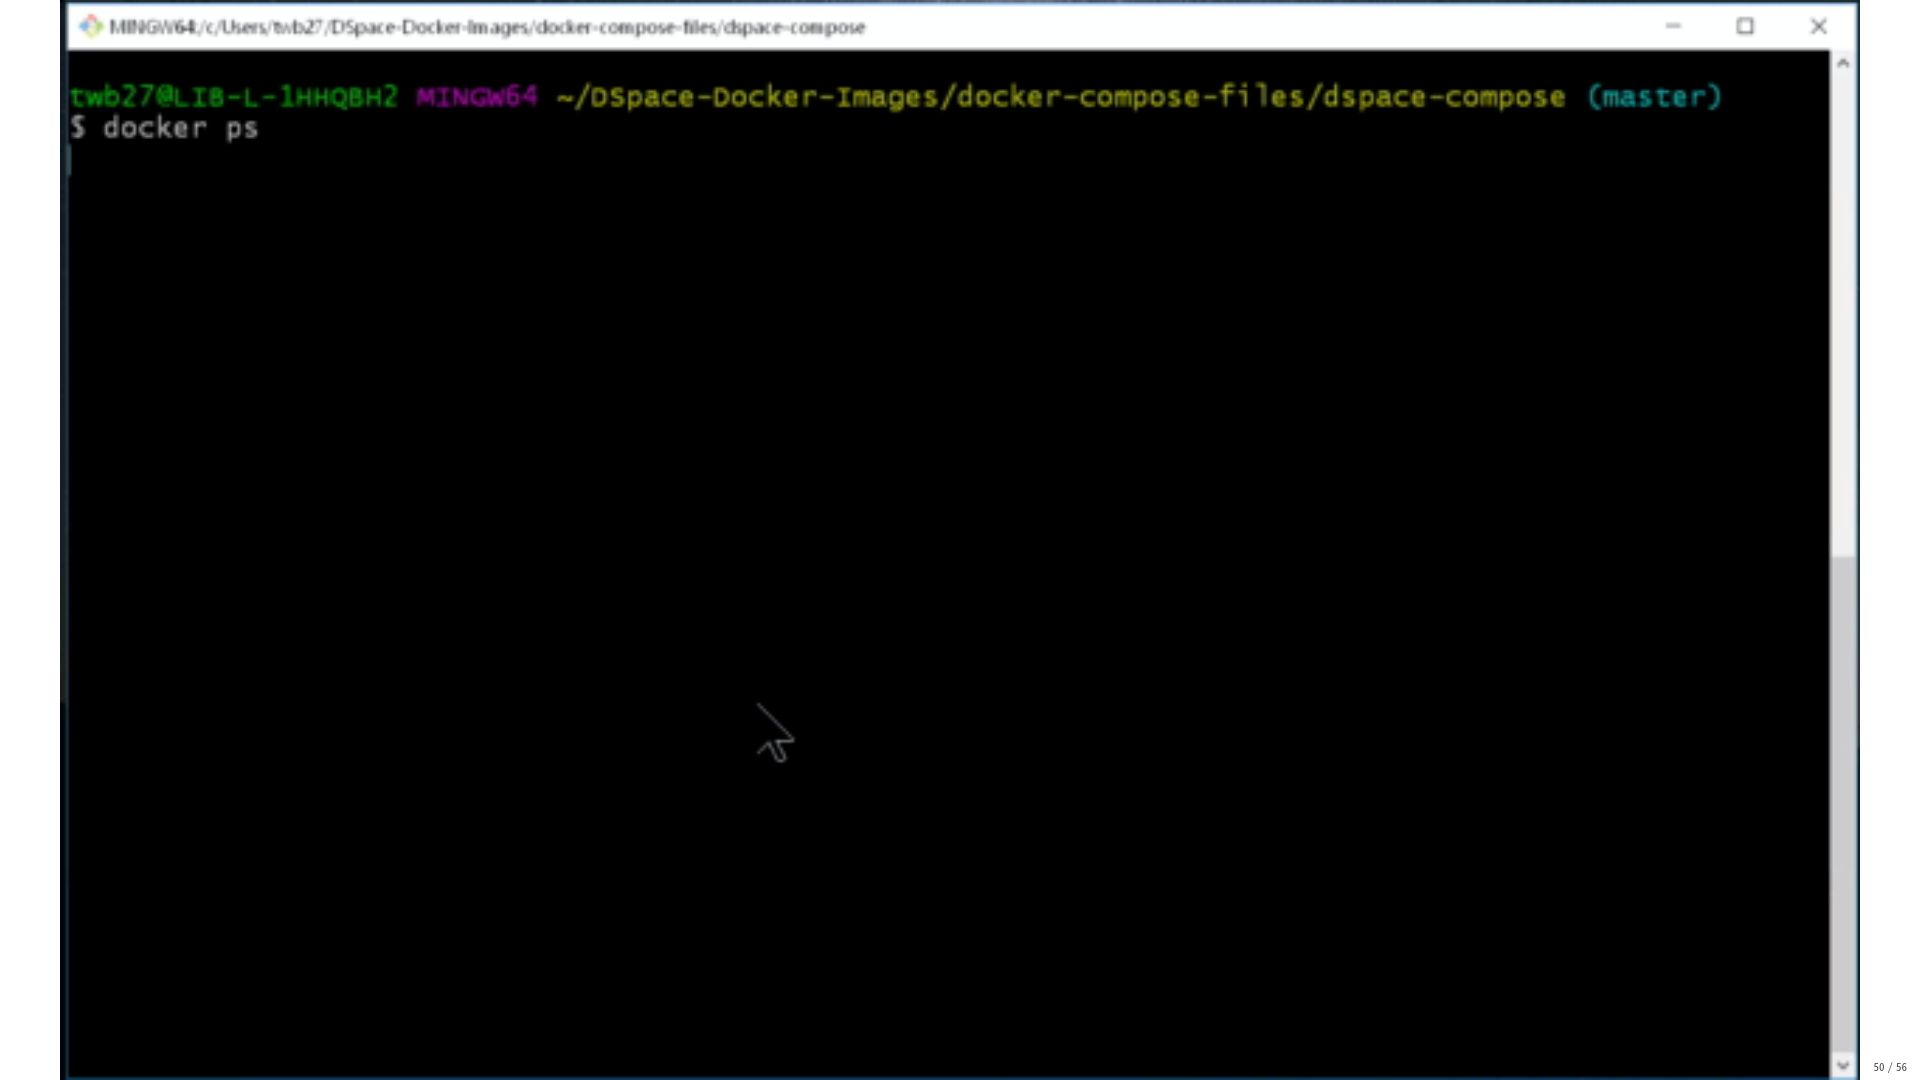 MINGW64:/c/Users/twb27/DSpace-Docker-Images/docker-compose-files/dspace-compose
twb27@LIB-L-1HHQBH2 MINGW64 ~/DSpace-Docker-Images/docker-compose-files/dspace-compose (master)
$ docker ps
50 / 56